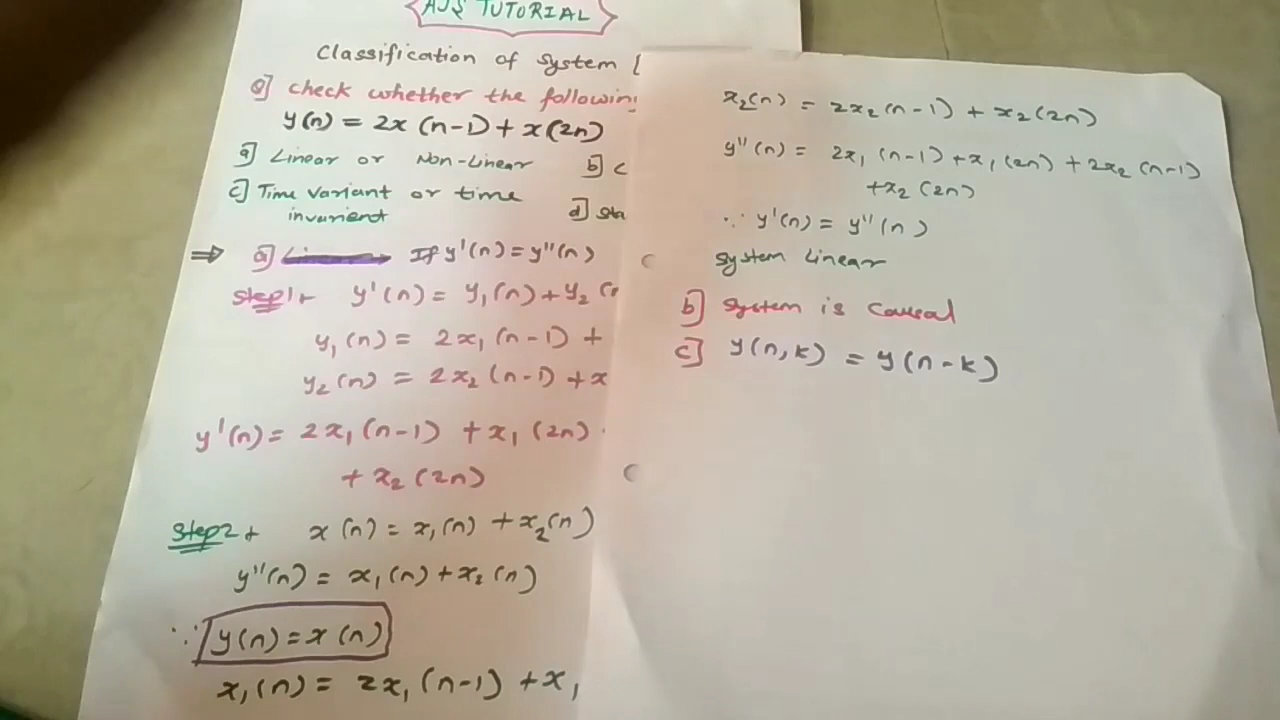 AJS TUTORIAL
Classification of System [
Q] check whether the following
y(n) = 2x(n-1) + x(2n)
a] Linear or Non-Linear b] C
c] Time variant or time d] Sta
invarient
⇒ a] If y'(n) = y''(n)
Step1→ y'(n) = y₁(n) + y₂(n
y₁(n) = 2x₁(n-1) +
y₂(n) = 2x₂(n-1) + x
y'(n) = 2x₁(n-1) + x₁(2n)
+ x₂(2n)
Step2→ x(n) = x₁(n) + x₂(n)
y''(n) = x₁(n) + x₂(n)
∵ y(n) = x(n)
x₁(n) = 2x₁(n-1) + x₁
x₂(n) = 2x₂(n-1) + x₂(2n)
y''(n) = 2x₁(n-1) + x₁(2n) + 2x₂(n-1)
+ x₂(2n)
∵ y'(n) = y''(n)
System Linear
b] System is Causal
c] y(n,k) = y(n-k)